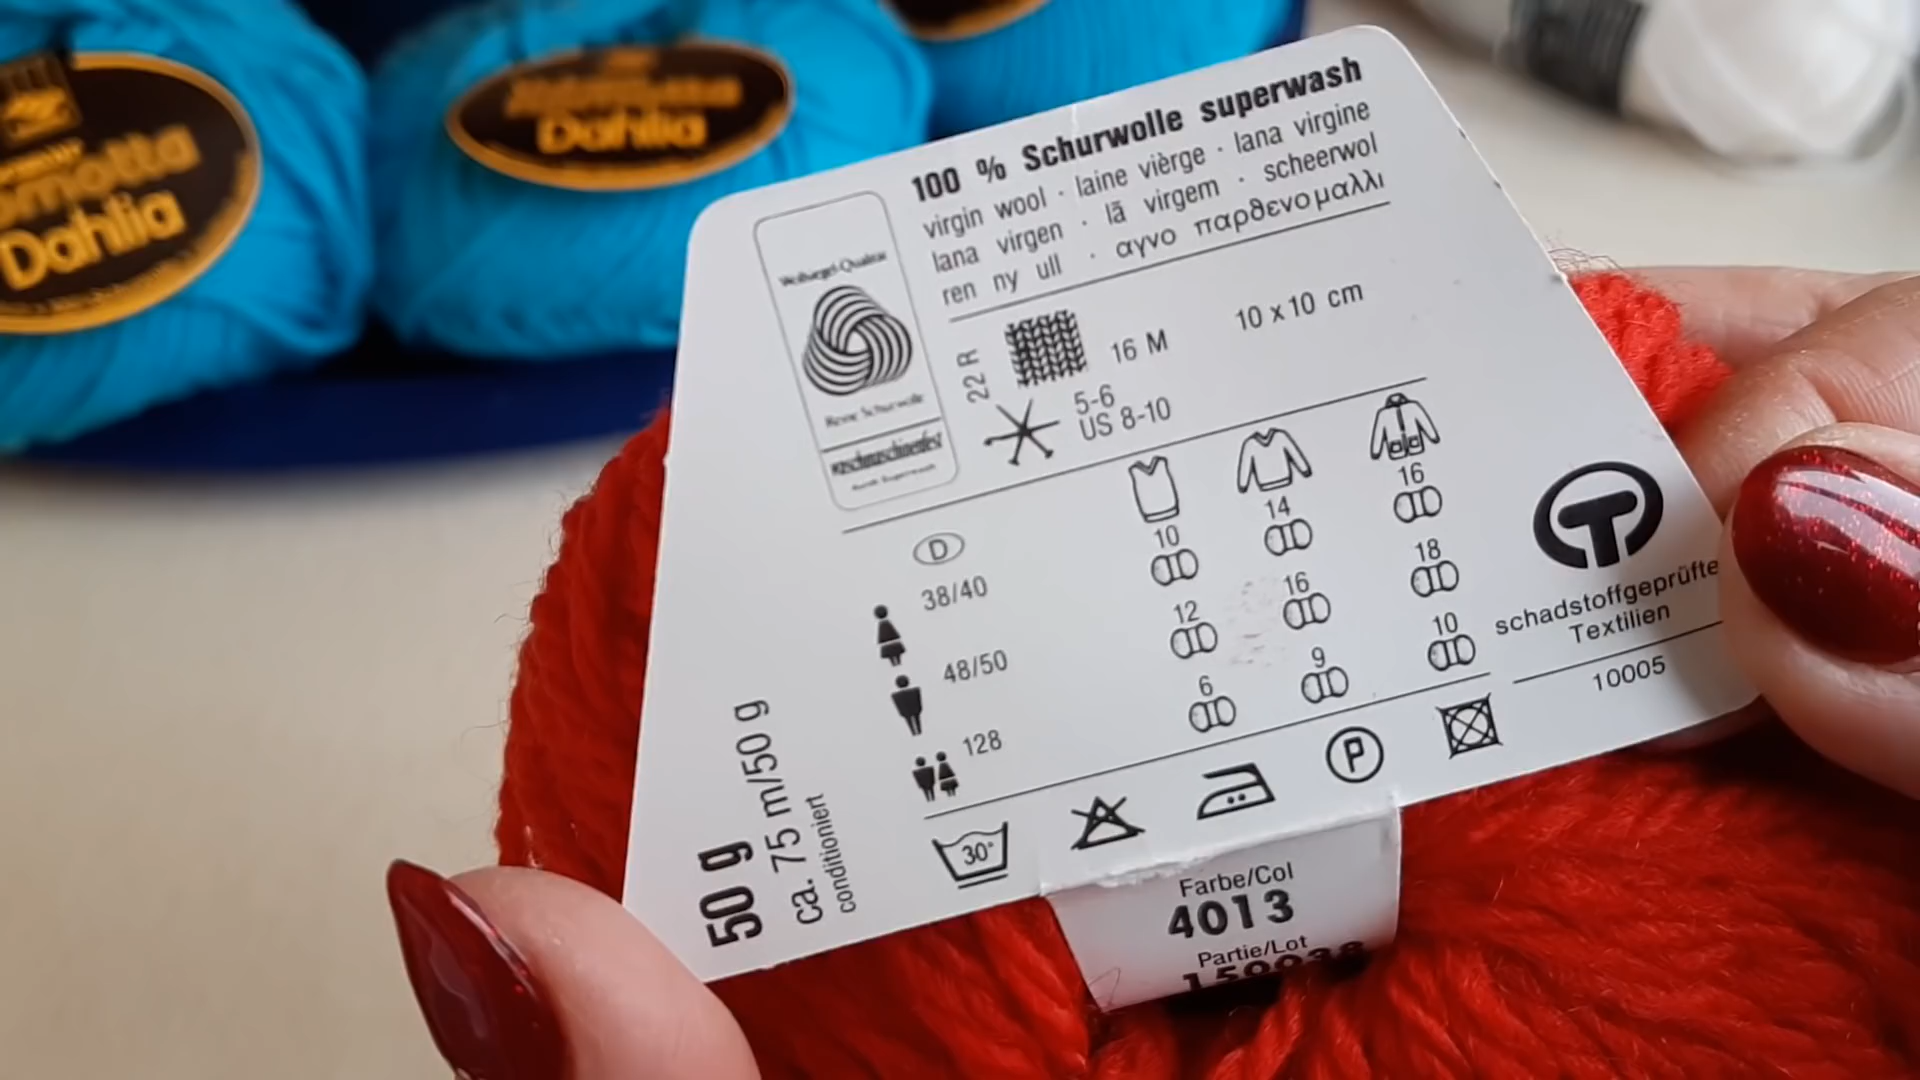 Dahlia
Dahlia
100 % Schurwolle superwash
virgin wool · laine vièrge · lana virgine
lana virgen · lã virgem · scheerwol
ren ny ull · αγνο παρθενομαλλι
Reine Schurwolle
waschmaschinenfest
22 R
16 M
10 x 10 cm
5-6
US 8-10
D
38/40
10
14
16
48/50
12
16
18
128
6
9
10
T
schadstoffgeprüfte
Textilien
10005
50 g
ca. 75 m/50 g
conditioniert
30°
P
Farbe/Col
4013
Partie/Lot